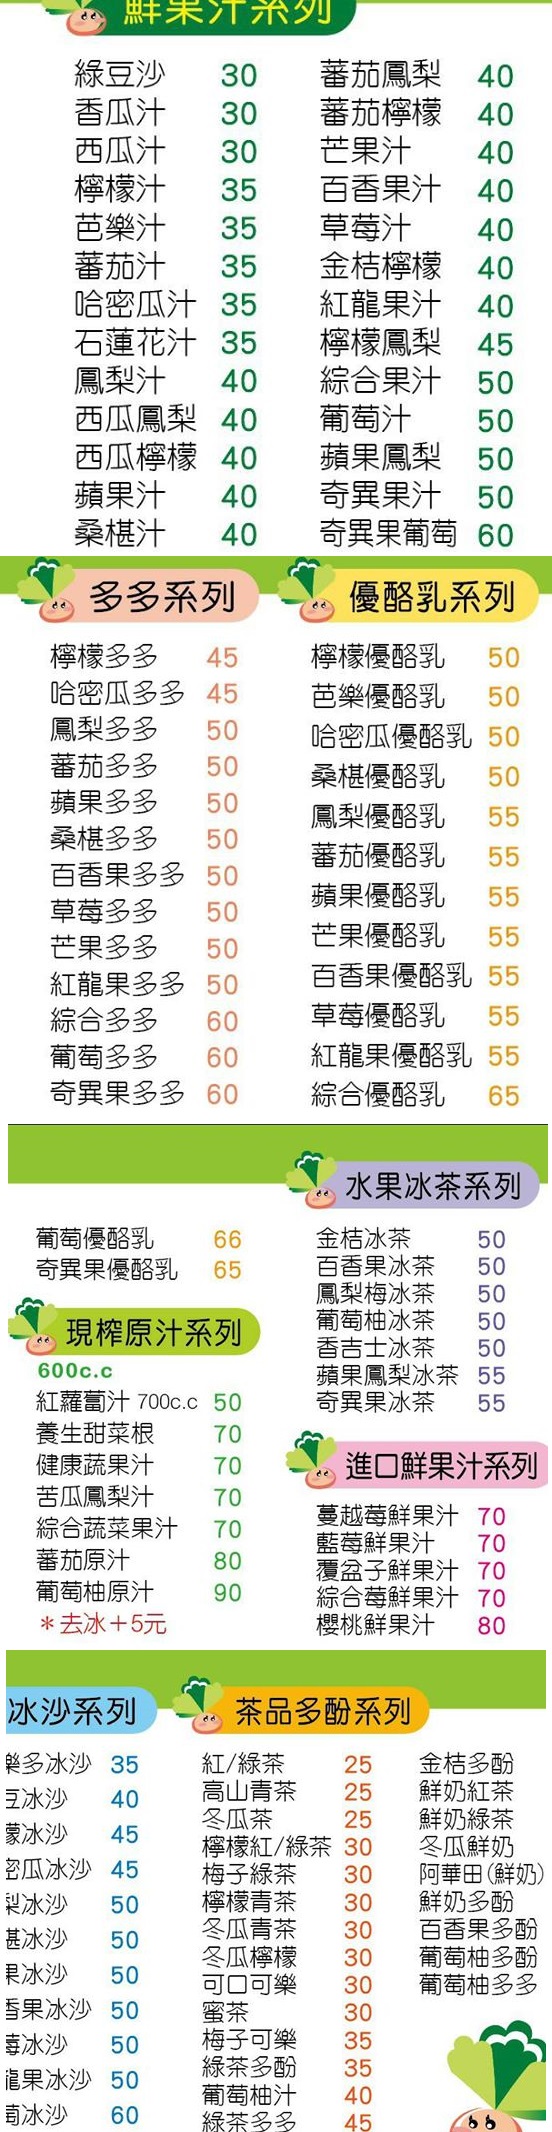 鮮果汁系列
綠豆沙 30
香瓜汁 30
西瓜汁 30
檸檬汁 35
芭樂汁 35
蕃茄汁 35
哈密瓜汁 35
石蓮花汁 35
鳳梨汁 40
西瓜鳳梨 40
西瓜檸檬 40
蘋果汁 40
桑椹汁 40
蕃茄鳳梨 40
蕃茄檸檬 40
芒果汁 40
百香果汁 40
草莓汁 40
金桔檸檬 40
紅龍果汁 40
檸檬鳳梨 45
綜合果汁 50
葡萄汁 50
蘋果鳳梨 50
奇異果汁 50
奇異果葡萄 60
多多系列
檸檬多多 45
哈密瓜多多 45
鳳梨多多 50
蕃茄多多 50
蘋果多多 50
桑椹多多 50
百香果多多 50
草莓多多 50
芒果多多 50
紅龍果多多 50
綜合多多 60
葡萄多多 60
奇異果多多 60
優酪乳系列
檸檬優酪乳 50
芭樂優酪乳 50
哈密瓜優酪乳 50
桑椹優酪乳 50
鳳梨優酪乳 55
蕃茄優酪乳 55
蘋果優酪乳 55
芒果優酪乳 55
百香果優酪乳 55
草莓優酪乳 55
紅龍果優酪乳 55
綜合優酪乳 65
葡萄優酪乳 66
奇異果優酪乳 65
現榨原汁系列
600c.c
紅蘿蔔汁 700c.c 50
養生甜菜根 70
健康蔬果汁 70
苦瓜鳳梨汁 70
綜合蔬菜果汁 70
蕃茄原汁 80
葡萄柚原汁 90
＊去冰＋5元
水果冰茶系列
金桔冰茶 50
百香果冰茶 50
鳳梨梅冰茶 50
葡萄柚冰茶 50
香吉士冰茶 50
蘋果鳳梨冰茶 55
奇異果冰茶 55
進口鮮果汁系列
蔓越莓鮮果汁 70
藍莓鮮果汁 70
覆盆子鮮果汁 70
綜合莓鮮果汁 70
櫻桃鮮果汁 80
冰沙系列
樂多冰沙 35
豆冰沙 40
檬冰沙 45
密瓜冰沙 45
梨冰沙 50
椹冰沙 50
果冰沙 50
香果冰沙 50
莓冰沙 50
龍果冰沙 50
萄冰沙 60
茶品多酚系列
紅/綠茶 25
高山青茶 25
冬瓜茶 25
檸檬紅/綠茶 30
梅子綠茶 30
檸檬青茶 30
冬瓜青茶 30
冬瓜檸檬 30
可口可樂 30
蜜茶 30
梅子可樂 35
綠茶多酚 35
葡萄柚汁 40
綠茶多多 45
金桔多酚
鮮奶紅茶
鮮奶綠茶
冬瓜鮮奶
阿華田(鮮奶)
鮮奶多酚
百香果多酚
葡萄柚多酚
葡萄柚多多